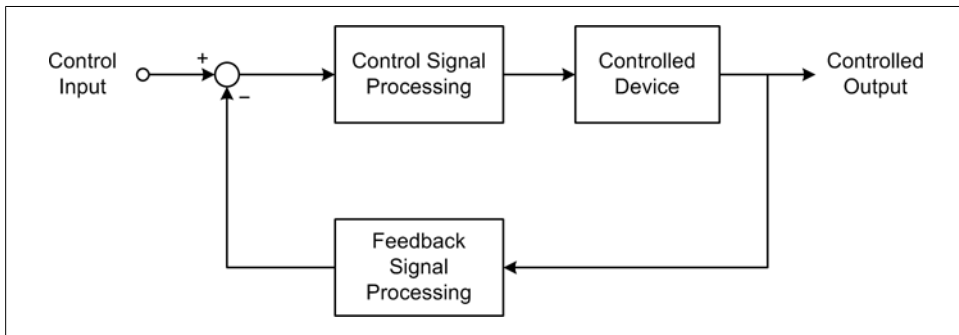 Control
Input
+
−
Control Signal
Processing
Controlled
Device
Controlled
Output
Feedback
Signal
Processing